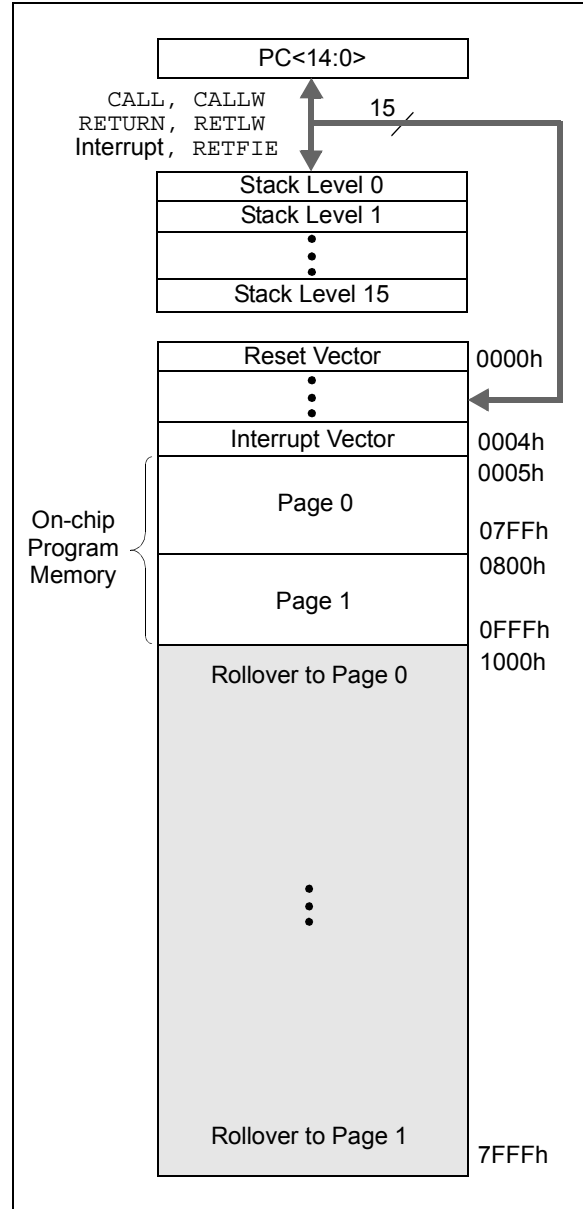 PC<14:0>
CALL, CALLW
RETURN, RETLW
Interrupt, RETFIE
15
Stack Level 0
Stack Level 1
Stack Level 15
Reset Vector
0000h
Interrupt Vector
0004h
0005h
On-chip
Program
Memory
Page 0
07FFh
0800h
Page 1
0FFFh
1000h
Rollover to Page 0
Rollover to Page 1
7FFFh